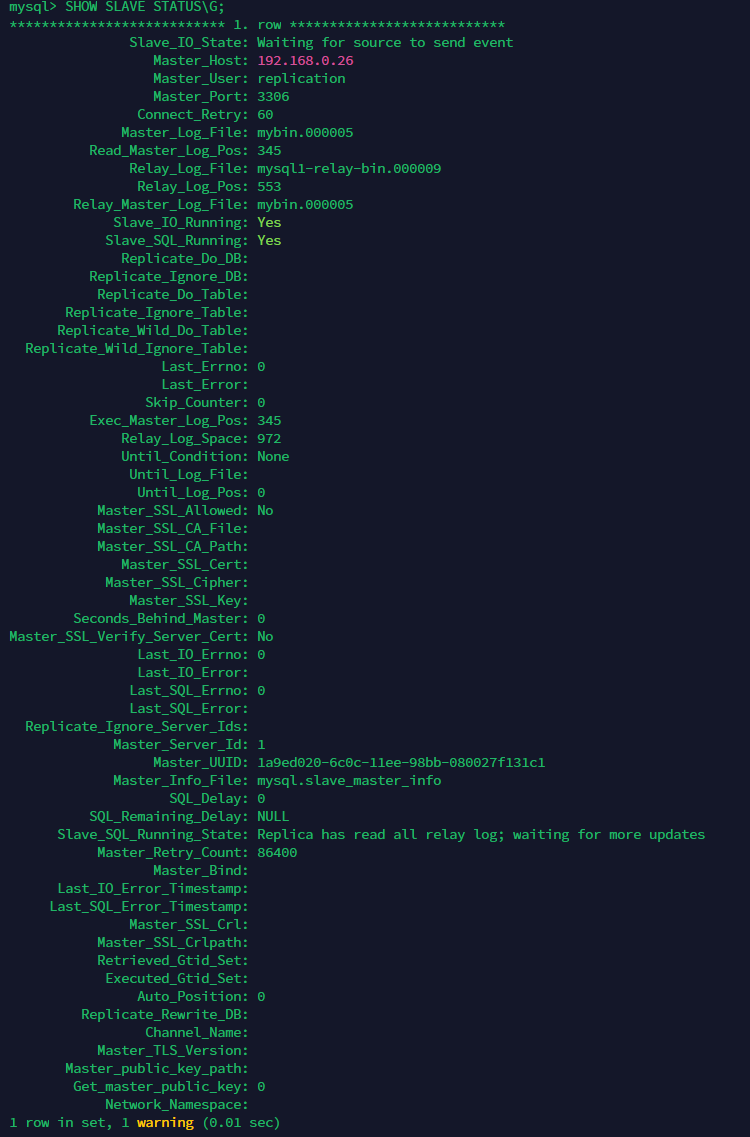 mysql> SHOW SLAVE STATUS\G;
*************************** 1. row ***************************
Slave_IO_State: Waiting for source to send event
Master_Host: 192.168.0.26
Master_User: replication
Master_Port: 3306
Connect_Retry: 60
Master_Log_File: mybin.000005
Read_Master_Log_Pos: 345
Relay_Log_File: mysql1-relay-bin.000009
Relay_Log_Pos: 553
Relay_Master_Log_File: mybin.000005
Slave_IO_Running: Yes
Slave_SQL_Running: Yes
Replicate_Do_DB:
Replicate_Ignore_DB:
Replicate_Do_Table:
Replicate_Ignore_Table:
Replicate_Wild_Do_Table:
Replicate_Wild_Ignore_Table:
Last_Errno: 0
Last_Error:
Skip_Counter: 0
Exec_Master_Log_Pos: 345
Relay_Log_Space: 972
Until_Condition: None
Until_Log_File:
Until_Log_Pos: 0
Master_SSL_Allowed: No
Master_SSL_CA_File:
Master_SSL_CA_Path:
Master_SSL_Cert:
Master_SSL_Cipher:
Master_SSL_Key:
Seconds_Behind_Master: 0
Master_SSL_Verify_Server_Cert: No
Last_IO_Errno: 0
Last_IO_Error:
Last_SQL_Errno: 0
Last_SQL_Error:
Replicate_Ignore_Server_Ids:
Master_Server_Id: 1
Master_UUID: 1a9ed020-6c0c-11ee-98bb-080027f131c1
Master_Info_File: mysql.slave_master_info
SQL_Delay: 0
SQL_Remaining_Delay: NULL
Slave_SQL_Running_State: Replica has read all relay log; waiting for more updates
Master_Retry_Count: 86400
Master_Bind:
Last_IO_Error_Timestamp:
Last_SQL_Error_Timestamp:
Master_SSL_Crl:
Master_SSL_Crlpath:
Retrieved_Gtid_Set:
Executed_Gtid_Set:
Auto_Position: 0
Replicate_Rewrite_DB:
Channel_Name:
Master_TLS_Version:
Master_public_key_path:
Get_master_public_key: 0
Network_Namespace:
1 row in set, 1 warning (0.01 sec)